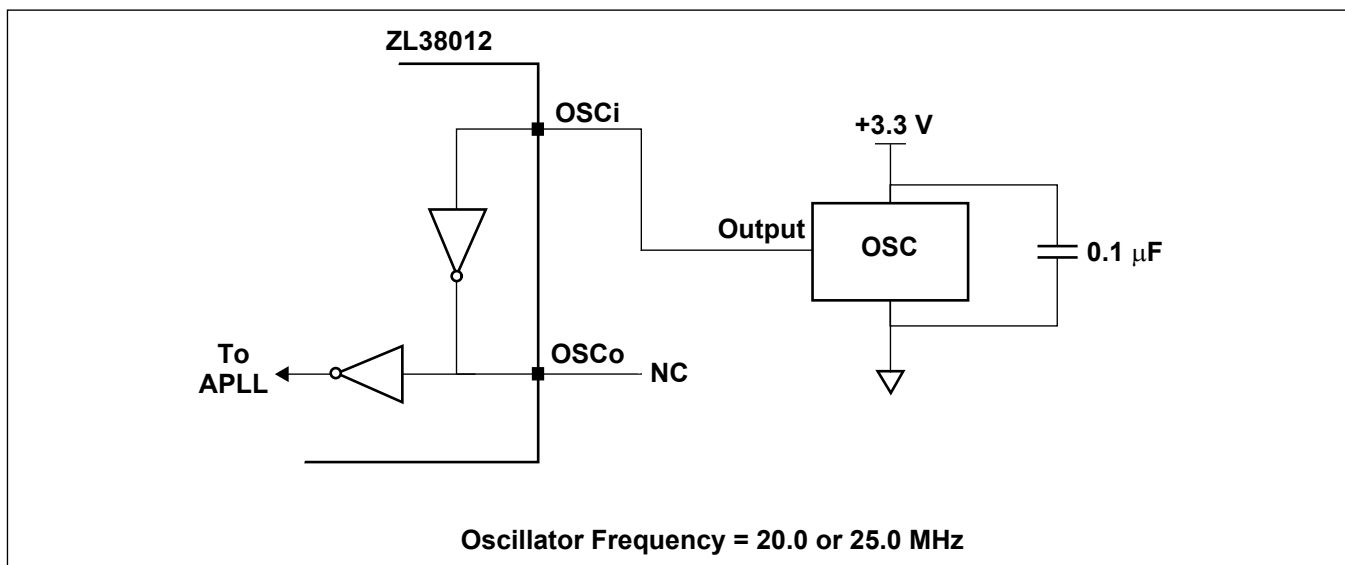 ZL38012
OSCi
+3.3 V
Output
OSC
0.1 μF
To
APLL
OSCo
NC
Oscillator Frequency = 20.0 or 25.0 MHz